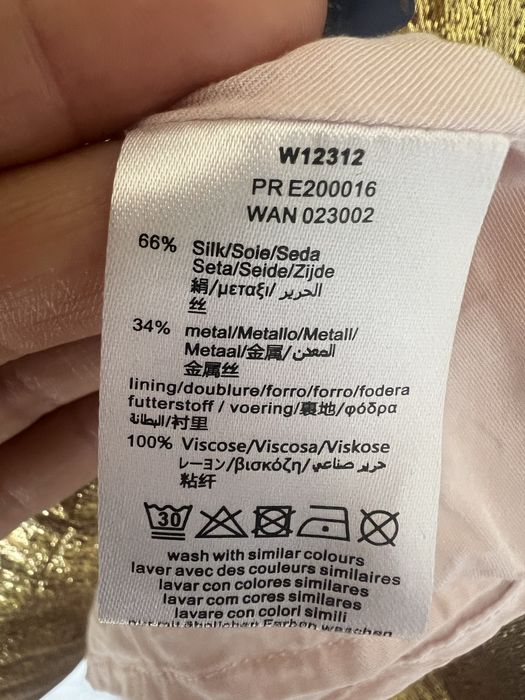 W12312
PR E200016
WAN 023002
66% Silk/Soie/Seda
Seta/Seide/Zijde
絹/μεταξι/ الحرير
丝
34% metal/Metallo/Metall/
Metaal/金属/المعدن
金属丝
lining/doublure/forro/forro/fodera
futterstoff / voering/裏地/φόδρα
البطانة/衬里
100% Viscose/Viscosa/Viskose
レーヨン/βισκόζη/حرير صناعي
粘纤
30
wash with similar colours
laver avec des couleurs similaires
lavar con colores similares
lavar com cores similares
lavare con colori simili
Farben waschen